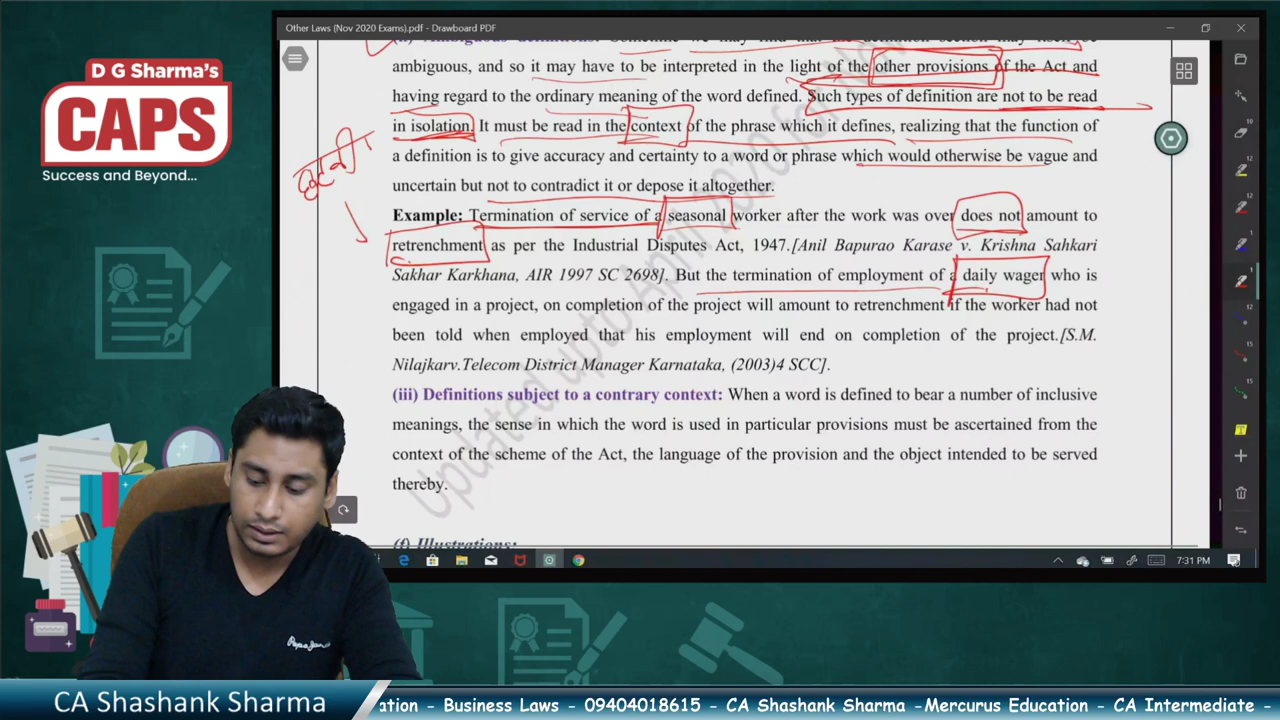 D G Sharma's
CAPS
Success and Beyond...
Other Laws (Nov 2020 Exams).pdf - Drawboard PDF
ambiguous, and so it may have to be interpreted in the light of the other provisions of the Act and
having regard to the ordinary meaning of the word defined. Such types of definition are not to be read
in isolation. It must be read in the context of the phrase which it defines, realizing that the function of
a definition is to give accuracy and certainty to a word or phrase which would otherwise be vague and
uncertain but not to contradict it or depose it altogether.
Example: Termination of service of a seasonal worker after the work was over does not amount to
retrenchment as per the Industrial Disputes Act, 1947.[Anil Bapurao Karase v. Krishna Sahkari
Sakhar Karkhana, AIR 1997 SC 2698]. But the termination of employment of a daily wager who is
engaged in a project, on completion of the project will amount to retrenchment if the worker had not
been told when employed that his employment will end on completion of the project.[S.M.
Nilajkarv.Telecom District Manager Karnataka, (2003)4 SCC].
(iii) Definitions subject to a contrary context: When a word is defined to bear a number of inclusive
meanings, the sense in which the word is used in particular provisions must be ascertained from the
context of the scheme of the Act, the language of the provision and the object intended to be served
thereby.
(f) Illustrations:
7:31 PM
CA Shashank Sharma
ation - Business Laws - 09404018615 - CA Shashank Sharma -Mercurus Education - CA Intermediate -